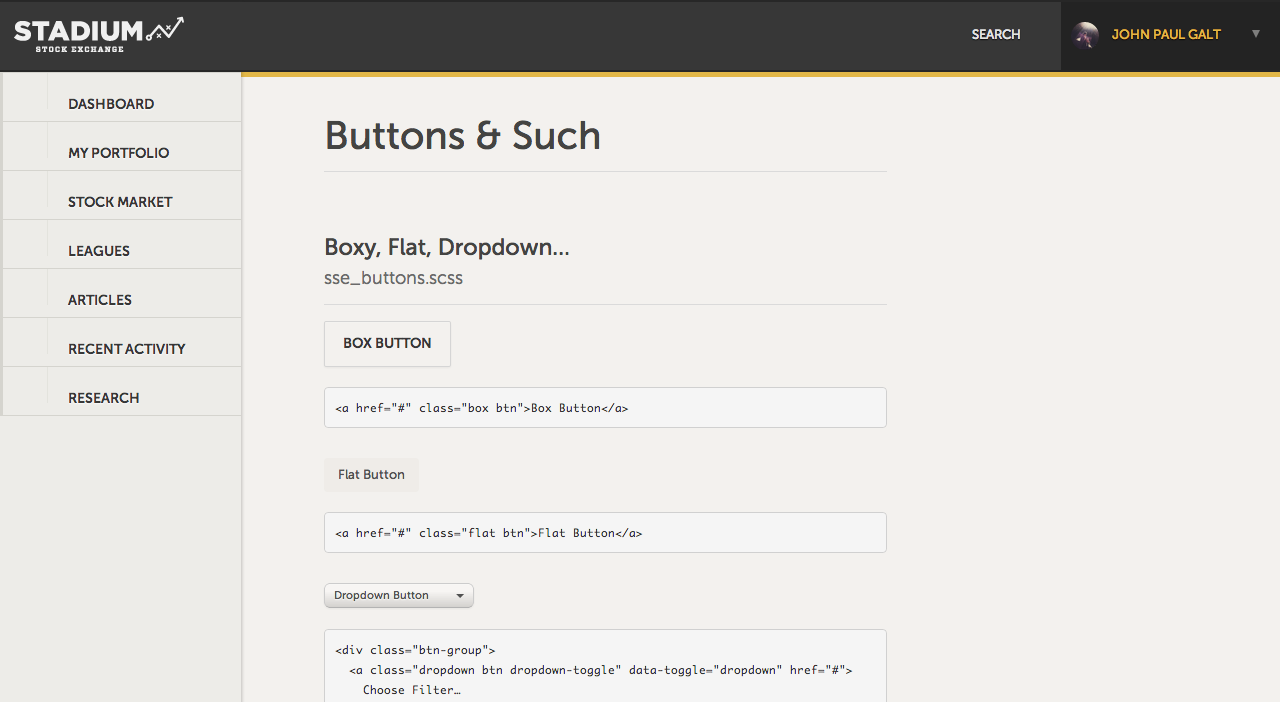 STADIUM
STOCK EXCHANGE
SEARCH
JOHN PAUL GALT
DASHBOARD
MY PORTFOLIO
STOCK MARKET
LEAGUES
ARTICLES
RECENT ACTIVITY
RESEARCH
Buttons & Such
Boxy, Flat, Dropdown...
sse_buttons.scss
BOX BUTTON
<a href="#" class="box btn">Box Button</a>
Flat Button
<a href="#" class="flat btn">Flat Button</a>
Dropdown Button
<div class="btn-group">
<a class="dropdown btn dropdown-toggle" data-toggle="dropdown" href="#">
Choose Filter…